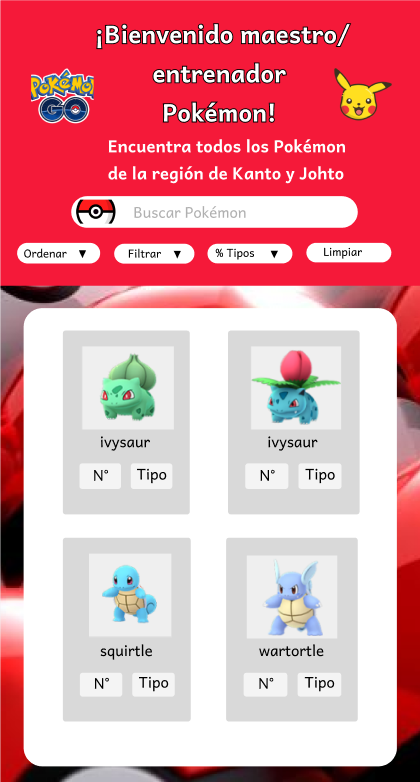 ¡Bienvenido maestro/
entrenador
Pokémon!
POKÉMON
GO
Encuentra todos los Pokémon
de la región de Kanto y Johto
Buscar Pokémon
Ordenar ▼ Filtrar ▼ % Tipos ▼ Limpiar
ivysaur ivysaur
N° Tipo N° Tipo
squirtle wartortle
N° Tipo N° Tipo